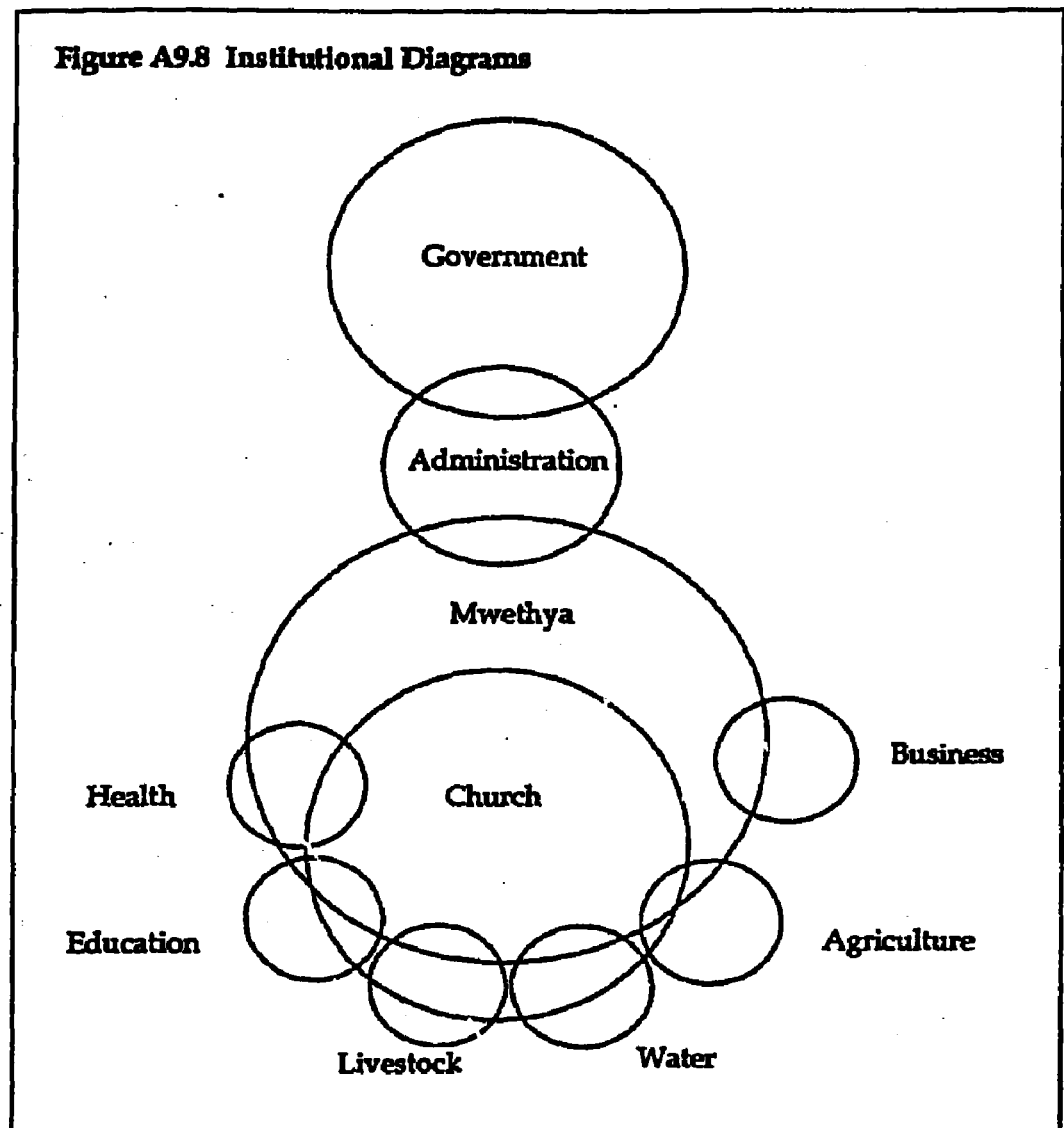 Figure A9.8 Institutional Diagrams
Government
Administration
Mwethya
Business
Health
Church
Education
Agriculture
Livestock
Water